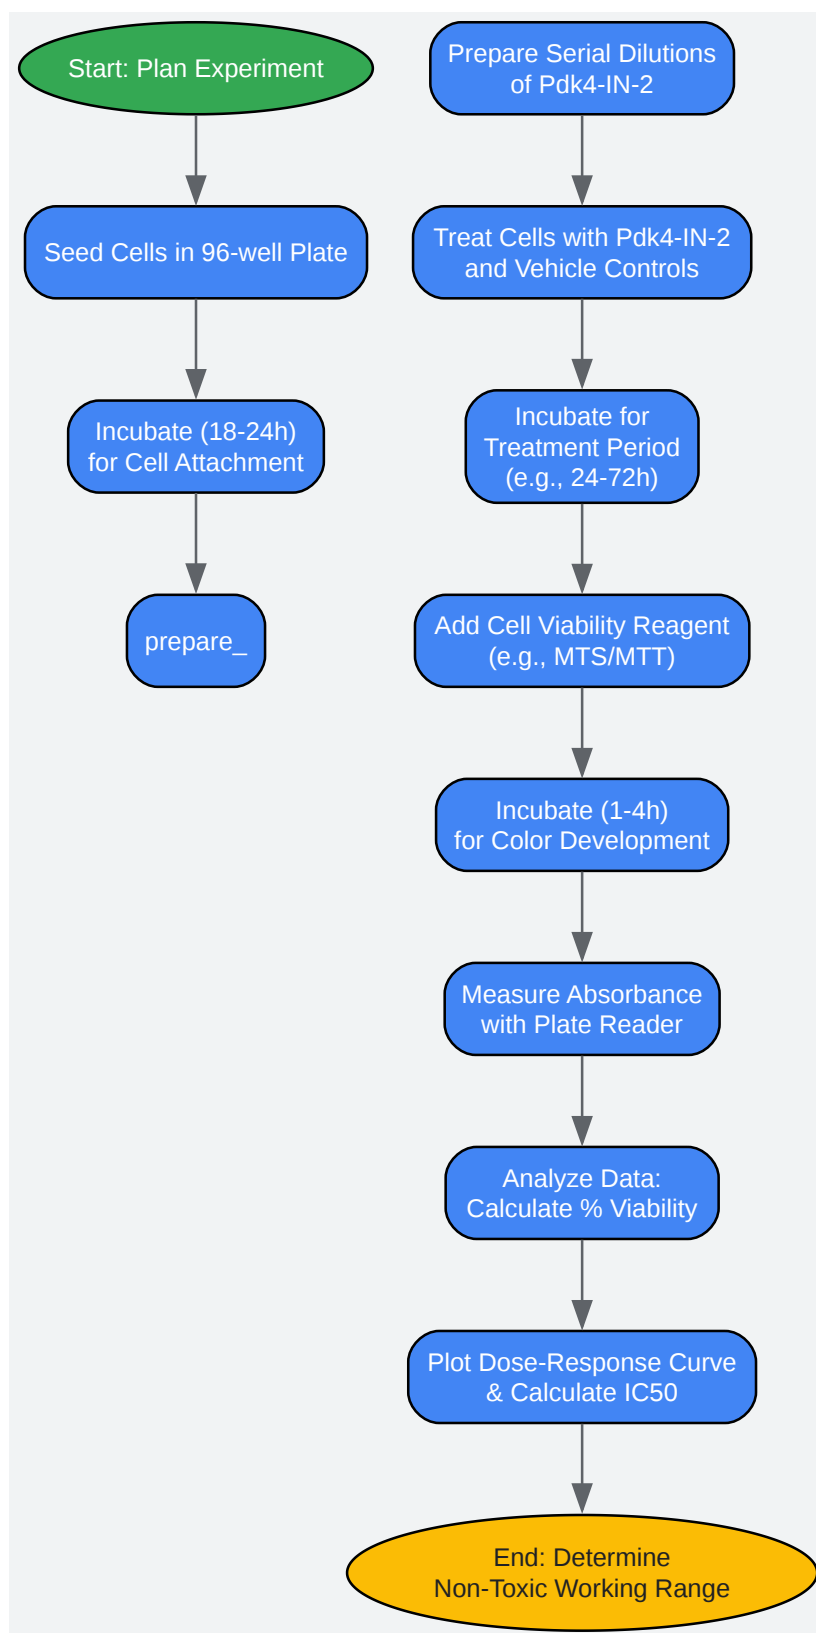 Start: Plan Experiment
Seed Cells in 96-well Plate
Incubate (18-24h)
for Cell Attachment
prepare_
Prepare Serial Dilutions
of Pdk4-IN-2
Treat Cells with Pdk4-IN-2
and Vehicle Controls
Incubate for
Treatment Period
(e.g., 24-72h)
Add Cell Viability Reagent
(e.g., MTS/MTT)
Incubate (1-4h)
for Color Development
Measure Absorbance
with Plate Reader
Analyze Data:
Calculate % Viability
Plot Dose-Response Curve
& Calculate IC50
End: Determine
Non-Toxic Working Range